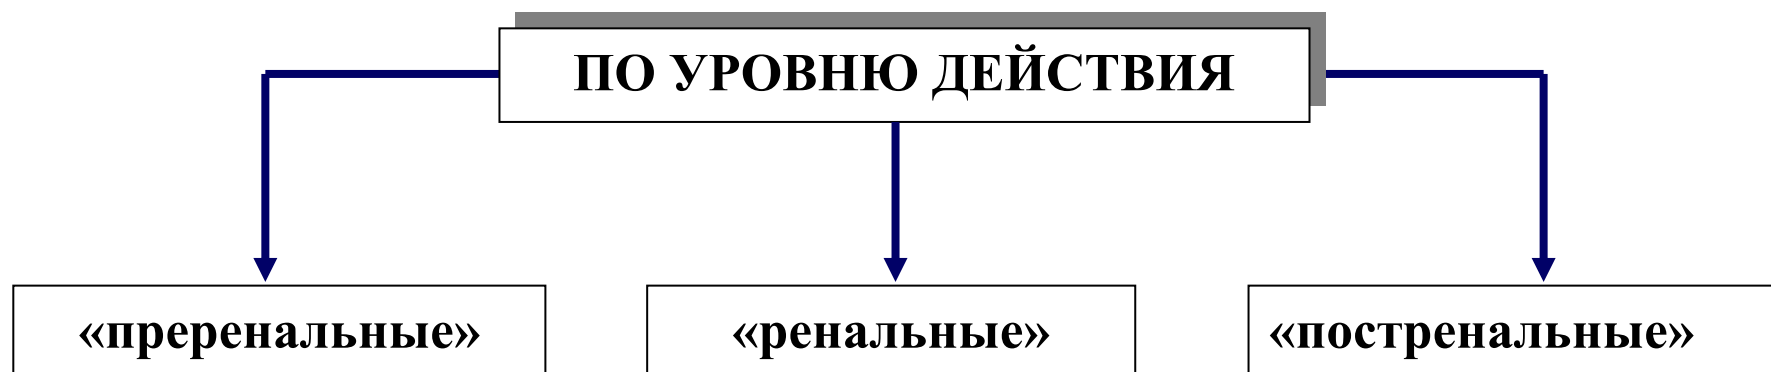 ПО УРОВНЮ ДЕЙСТВИЯ
«преренальные»
«ренальные»
«постренальные»